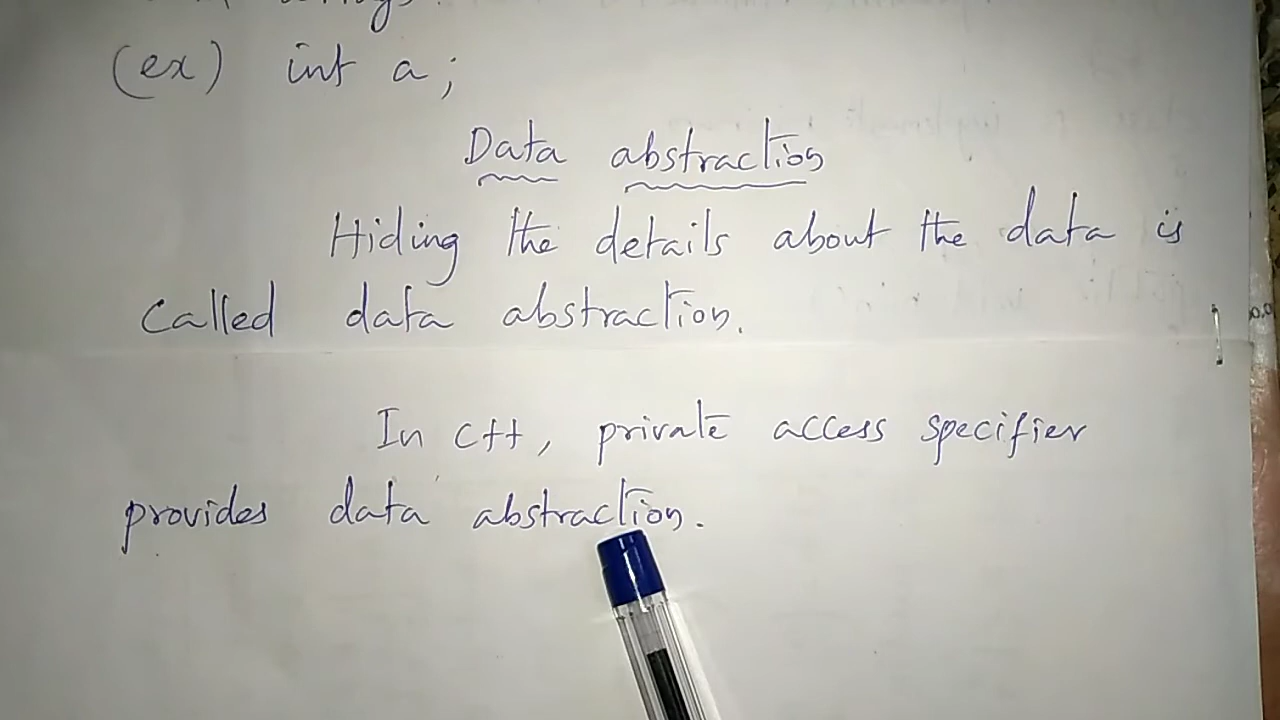 (ex) int a;
Data abstraction
Hiding the details about the data is
called data abstraction.
In C++, private access specifier
provides data abstraction.